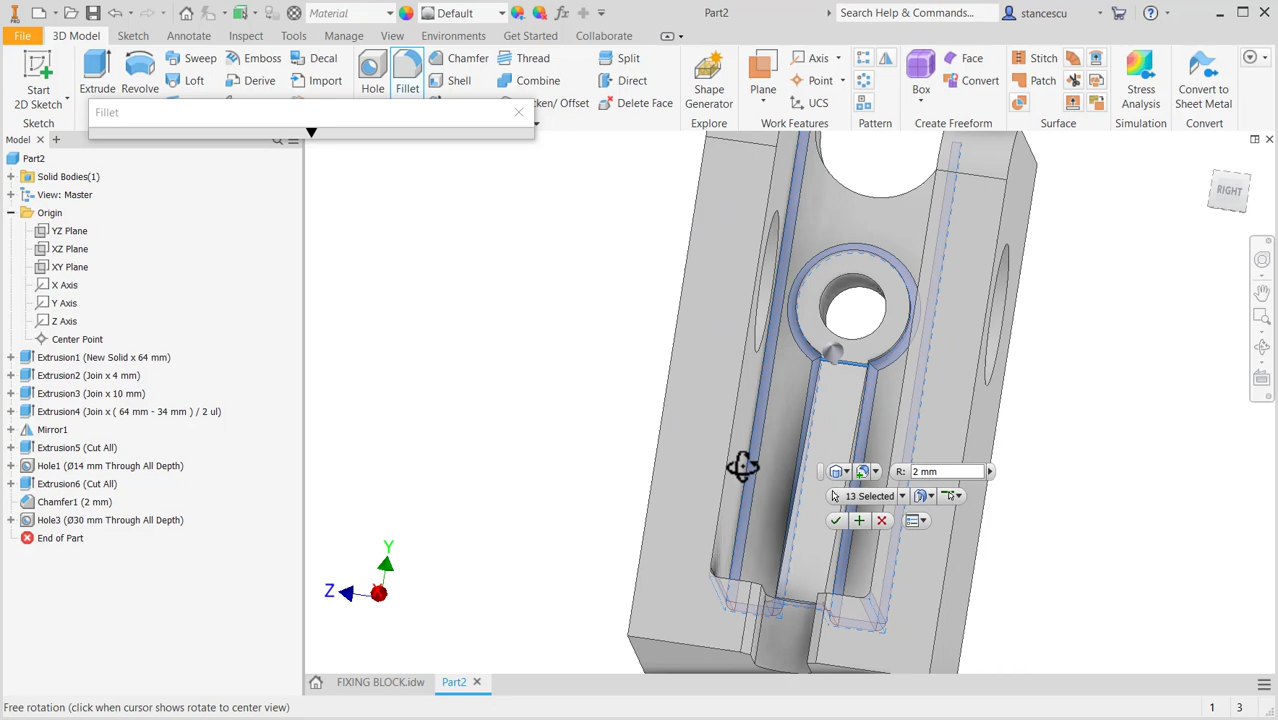 PRO
Material
Default
Part2
Search Help & Commands...
stancescu
File
3D Model
Sketch
Annotate
Inspect
Tools
Manage
View
Environments
Get Started
Collaborate
Start
2D Sketch
Sketch
Extrude
Revolve
Sweep
Loft
Emboss
Derive
Decal
Import
Hole
Fillet
Chamfer
Shell
Thread
Combine
ken/ Offset
Split
Direct
Delete Face
Shape
Generator
Explore
Plane
Axis
Point
UCS
Work Features
Pattern
Box
Face
Convert
Create Freeform
Stitch
Patch
Surface
Stress
Analysis
Simulation
Convert to
Sheet Metal
Convert
Fillet
Model
Part2
Solid Bodies(1)
View: Master
Origin
YZ Plane
XZ Plane
XY Plane
X Axis
Y Axis
Z Axis
Center Point
Extrusion1 (New Solid x 64 mm)
Extrusion2 (Join x 4 mm)
Extrusion3 (Join x 10 mm)
Extrusion4 (Join x ( 64 mm - 34 mm ) / 2 ul)
Mirror1
Extrusion5 (Cut All)
Hole1 (Ø14 mm Through All Depth)
Extrusion6 (Cut All)
Chamfer1 (2 mm)
Hole3 (Ø30 mm Through All Depth)
End of Part
RIGHT
R: 2 mm
13 Selected
Y
Z
X
FIXING BLOCK.idw
Part2
Free rotation (click when cursor shows rotate to center view)
1
3